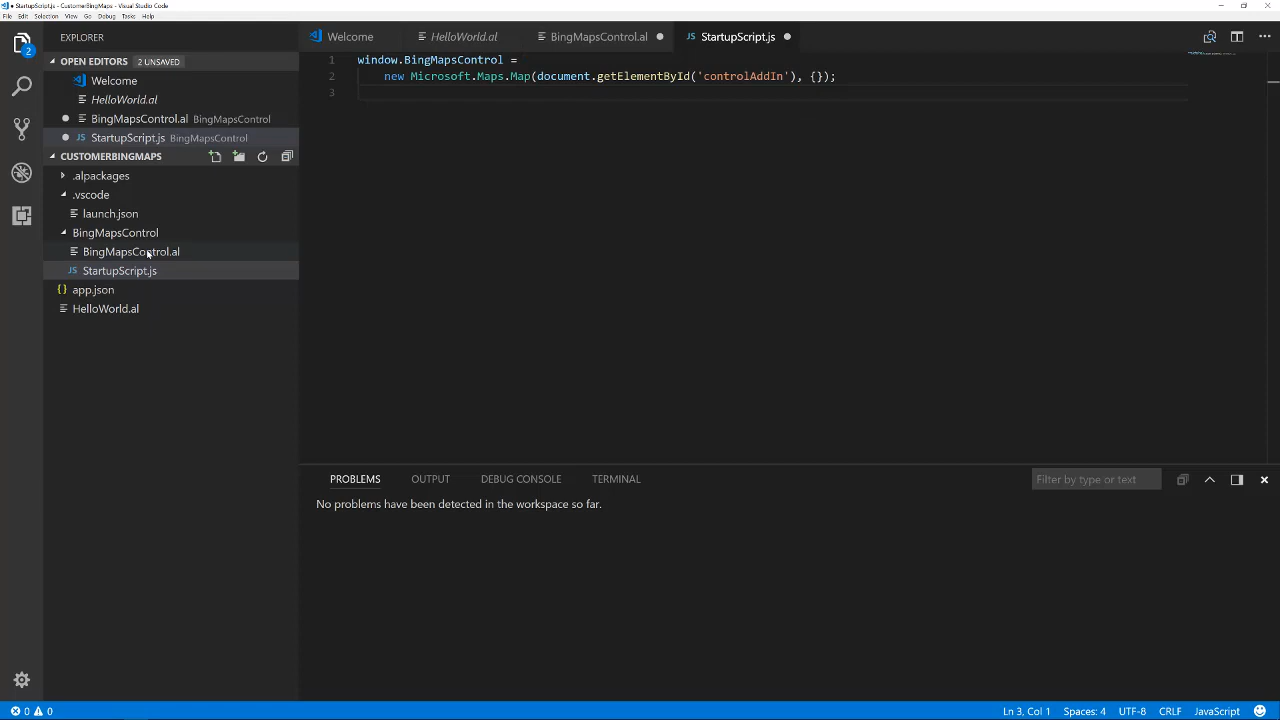 ● StartupScript.js - CustomerBingMaps - Visual Studio Code
File Edit Selection View Go Debug Tasks Help
EXPLORER
Welcome
HelloWorld.al
BingMapsControl.al
JS StartupScript.js
OPEN EDITORS 2 UNSAVED
Welcome
HelloWorld.al
BingMapsControl.al BingMapsControl
JS StartupScript.js BingMapsControl
CUSTOMERBINGMAPS
.alpackages
.vscode
launch.json
BingMapsControl
BingMapsControl.al
JS StartupScript.js
{} app.json
HelloWorld.al
2
1 window.BingMapsControl =
2 new Microsoft.Maps.Map(document.getElementById('controlAddIn'), {});
3
PROBLEMS OUTPUT DEBUG CONSOLE TERMINAL
Filter by type or text
No problems have been detected in the workspace so far.
0 0
Ln 3, Col 1 Spaces: 4 UTF-8 CRLF JavaScript